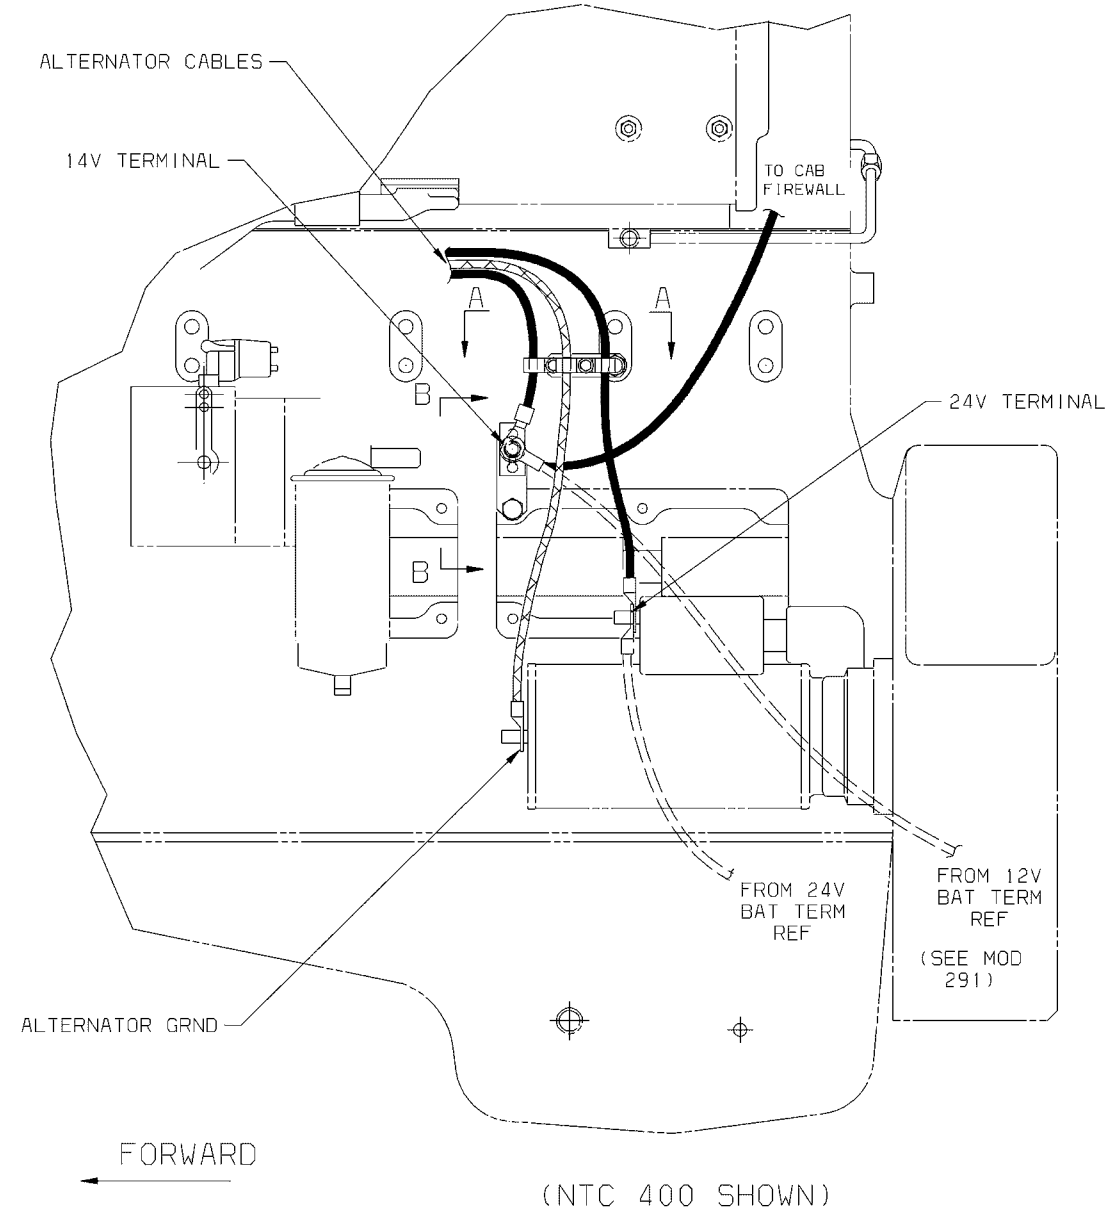 ALTERNATOR CABLES
14V TERMINAL
TO CAB
FIREWALL
A
A
B
24V TERMINAL
B
FROM 24V
BAT TERM
REF
FROM 12V
BAT TERM
REF
(SEE MOD
291)
ALTERNATOR GRND
FORWARD
(NTC 400 SHOWN)